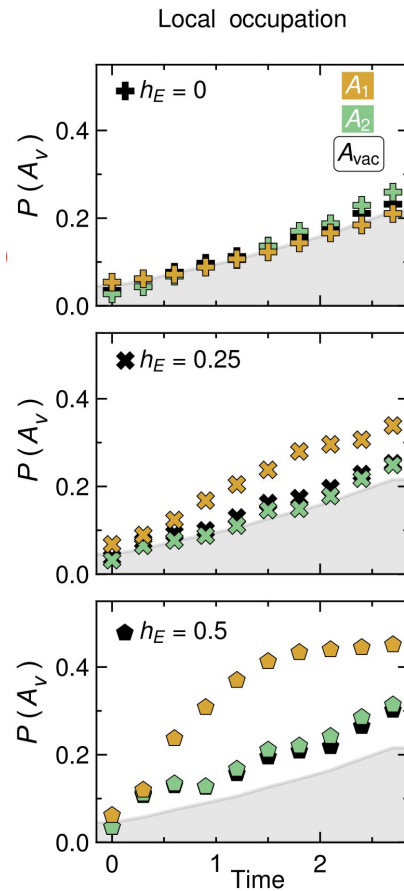 Local occupation
h_E = 0
A_1
A_2
A_vac
P(A_v)
0.4
0.2
0.0
h_E = 0.25
P(A_v)
0.4
0.2
0.0
h_E = 0.5
P(A_v)
0.4
0.2
0.0
0 1 2
Time